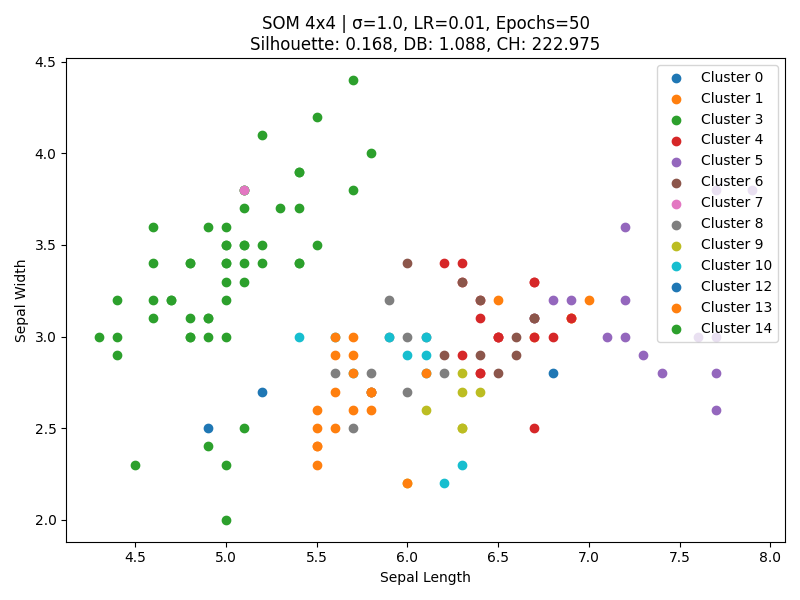 SOM 4x4 | σ=1.0, LR=0.01, Epochs=50
Silhouette: 0.168, DB: 1.088, CH: 222.975
4.5
4.0
3.5
3.0
2.5
2.0
Sepal Width
Cluster 0
Cluster 1
Cluster 3
Cluster 4
Cluster 5
Cluster 6
Cluster 7
Cluster 8
Cluster 9
Cluster 10
Cluster 12
Cluster 13
Cluster 14
4.5 5.0 5.5 6.0 6.5 7.0 7.5 8.0
Sepal Length